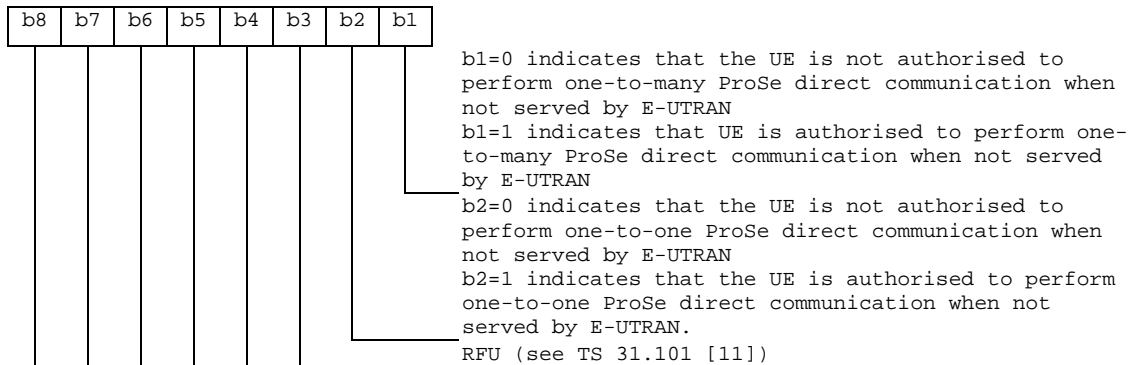 b8 b7 b6 b5 b4 b3 b2 b1
b1=0 indicates that the UE is not authorised to
perform one-to-many ProSe direct communication when
not served by E-UTRAN
b1=1 indicates that UE is authorised to perform one-
to-many ProSe direct communication when not served
by E-UTRAN
b2=0 indicates that the UE is not authorised to
perform one-to-one ProSe direct communication when
not served by E-UTRAN
b2=1 indicates that the UE is authorised to perform
one-to-one ProSe direct communication when not
served by E-UTRAN.
RFU (see TS 31.101 [11])